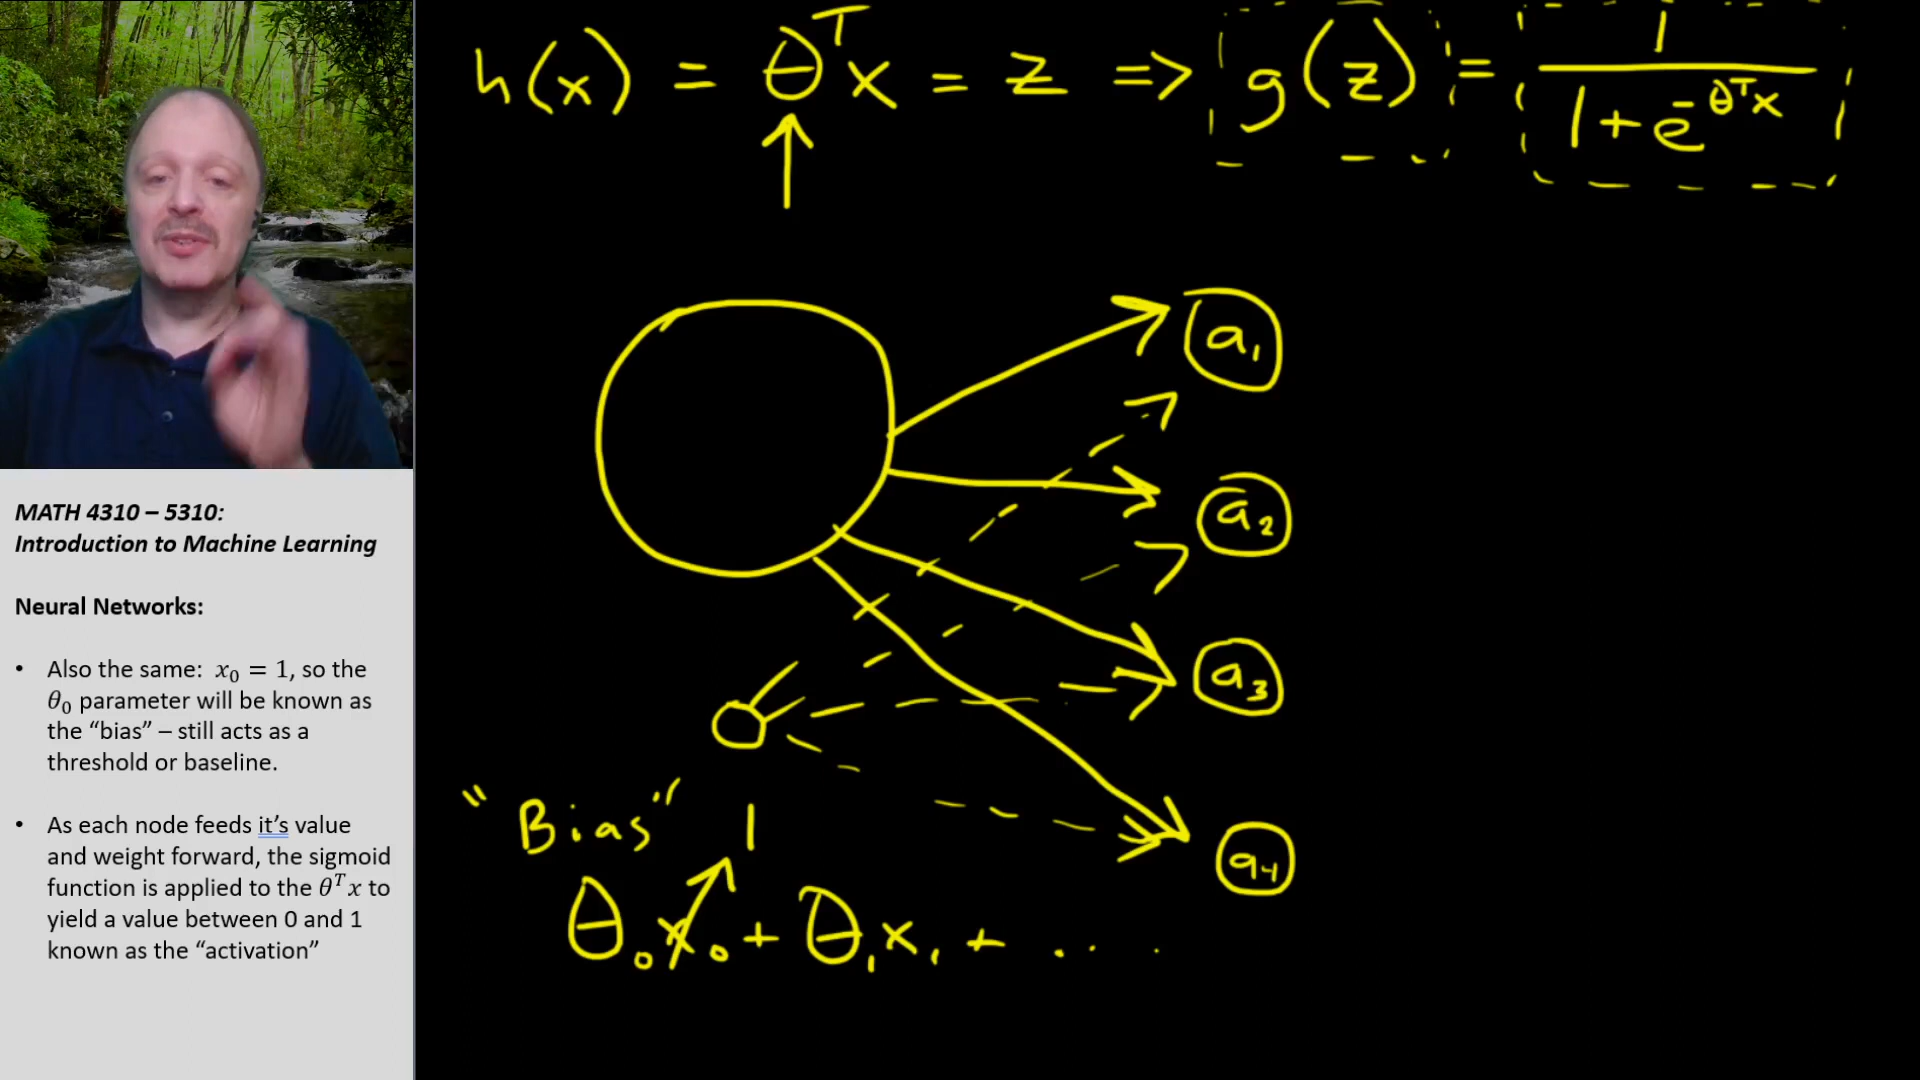 h(x) = θᵀx = z => g(z) = 1 / (1 + e^(-θᵀx))
a₁
a₂
a₃
a₄
"Bias" 1
θ₀x₀ + θ₁x₁ + ....
MATH 4310 – 5310:
Introduction to Machine Learning
Neural Networks:
• Also the same: x₀ = 1, so the
θ₀ parameter will be known as
the “bias” – still acts as a
threshold or baseline.
• As each node feeds it’s value
and weight forward, the sigmoid
function is applied to the θᵀx to
yield a value between 0 and 1
known as the “activation”